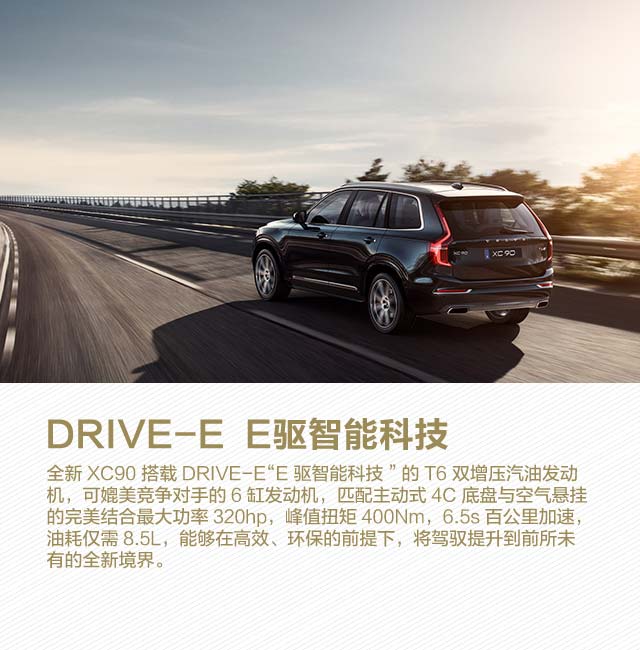 VOLVO
XC 90
XC 90
DRIVE-E E驱智能科技
全新 XC90 搭载 DRIVE-E“E 驱智能科技 ” 的 T6 双增压汽油发动
机，可媲美竞争对手的 6 缸发动机，匹配主动式 4C 底盘与空气悬挂
的完美结合最大功率 320hp，峰值扭矩 400Nm，6.5s 百公里加速，
油耗仅需 8.5L，能够在高效、环保的前提下，将驾驭提升到前所未
有的全新境界。